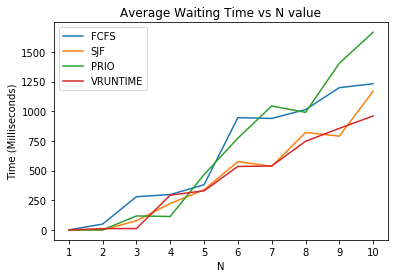 Average Waiting Time vs N value
FCFS
SJF
PRIO
VRUNTIME
Time (Milliseconds)
1500
1250
1000
750
500
250
0
1 2 3 4 5 6 7 8 9 10
N